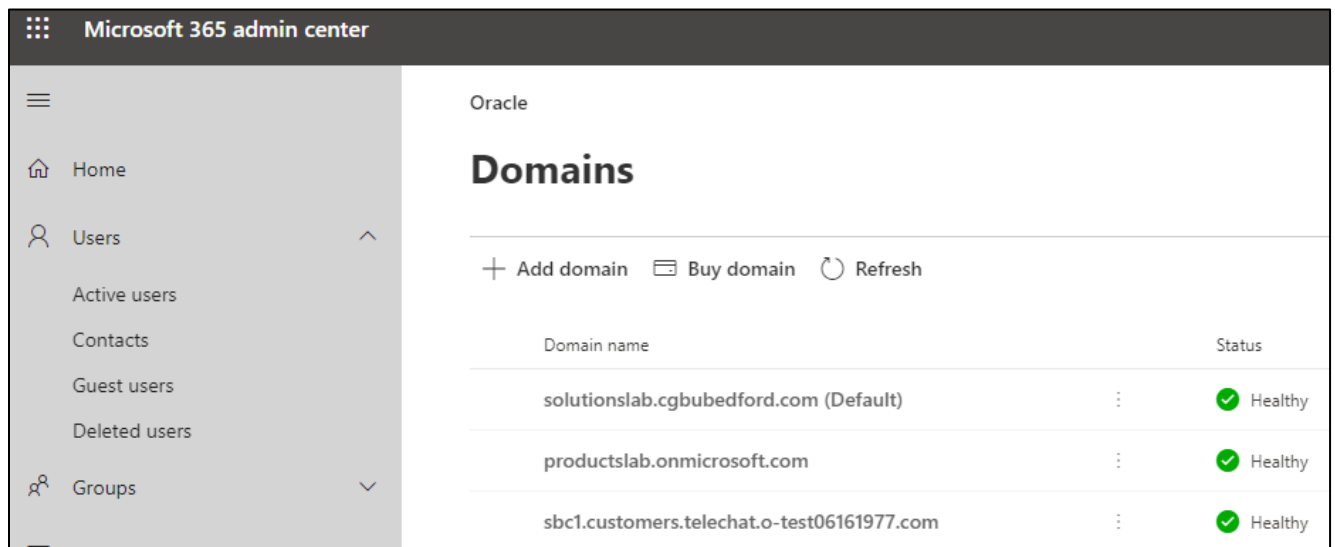 Microsoft 365 admin center
Home
Users
Active users
Contacts
Guest users
Deleted users
Groups
Oracle
Domains
Add domain Buy domain Refresh
Domain name Status
solutionslab.cgbubedford.com (Default) Healthy
productslab.onmicrosoft.com Healthy
sbc1.customers.telechat.o-test06161977.com Healthy